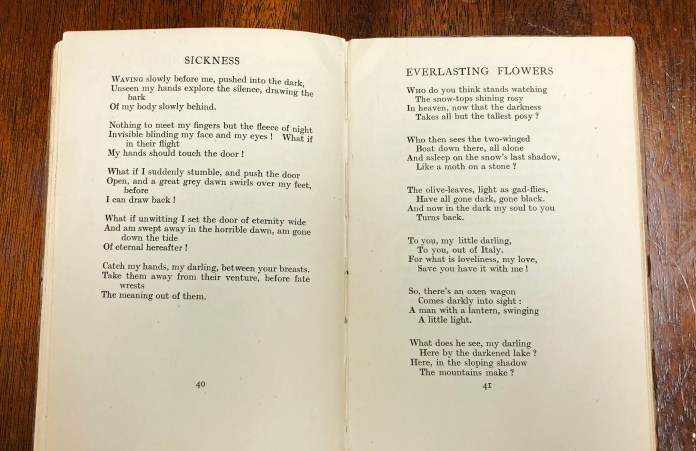 SICKNESS
WAVING slowly before me, pushed into the dark,
Unseen my hands explore the silence, drawing the
bark
Of my body slowly behind.
Nothing to meet my fingers but the fleece of night
Invisible blinding my face and my eyes ! What if
in their flight
My hands should touch the door !
What if I suddenly stumble, and push the door
Open, and a great grey dawn swirls over my feet,
before
I can draw back !
What if unwitting I set the door of eternity wide
And am swept away in the horrible dawn, am gone
down the tide
Of eternal hereafter !
Catch my hands, my darling, between your breasts.
Take them away from their venture, before fate
wrests
The meaning out of them.
40
EVERLASTING FLOWERS
WHO do you think stands watching
The snow-tops shining rosy
In heaven, now that the darkness
Takes all but the tallest posy ?
Who then sees the two-winged
Boat down there, all alone
And asleep on the snow's last shadow,
Like a moth on a stone ?
The olive-leaves, light as gad-flies,
Have all gone dark, gone black.
And now in the dark my soul to you
Turns back.
To you, my little darling,
To you, out of Italy.
For what is loveliness, my love,
Save you have it with me !
So, there's an oxen wagon
Comes darkly into sight :
A man with a lantern, swinging
A little light.
What does he see, my darling
Here by the darkened lake ?
Here, in the sloping shadow
The mountains make ?
41